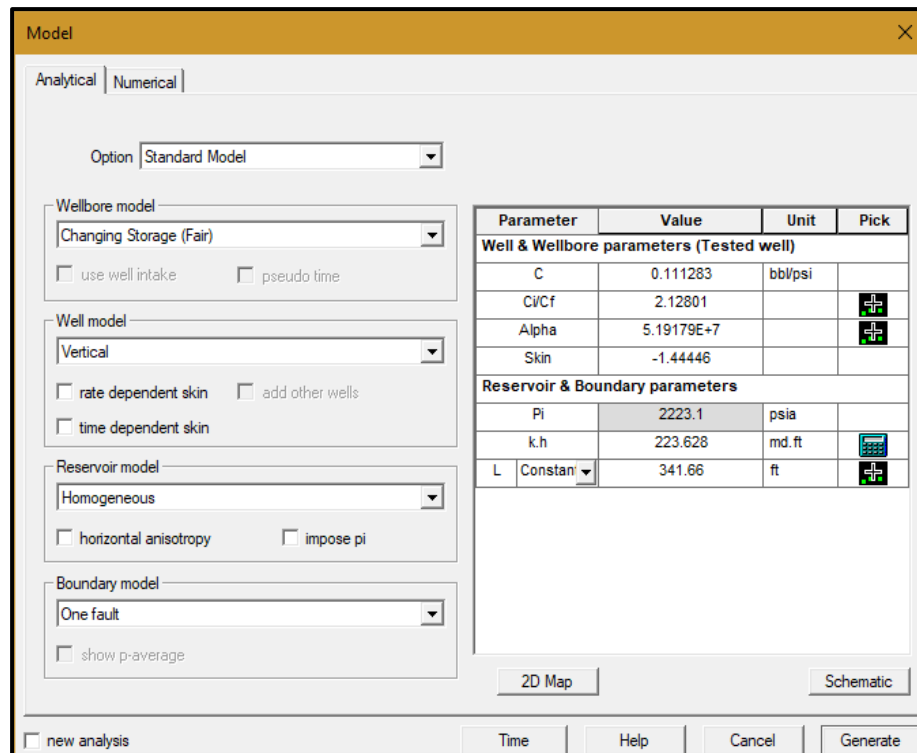 Model
Analytical
Numerical
Option Standard Model
Wellbore model
Changing Storage (Fair)
use well intake
pseudo time
Well model
Vertical
rate dependent skin
add other wells
time dependent skin
Reservoir model
Homogeneous
horizontal anisotropy
impose pi
Boundary model
One fault
show p-average
Parameter Value Unit Pick
Well & Wellbore parameters (Tested well)
C 0.111283 bbl/psi
Ci/Cf 2.12801
Alpha 5.19179E+7
Skin -1.44446
Reservoir & Boundary parameters
Pi 2223.1 psia
k.h 223.628 md.ft
L Constan 341.66 ft
2D Map
Schematic
new analysis
Time
Help
Cancel
Generate